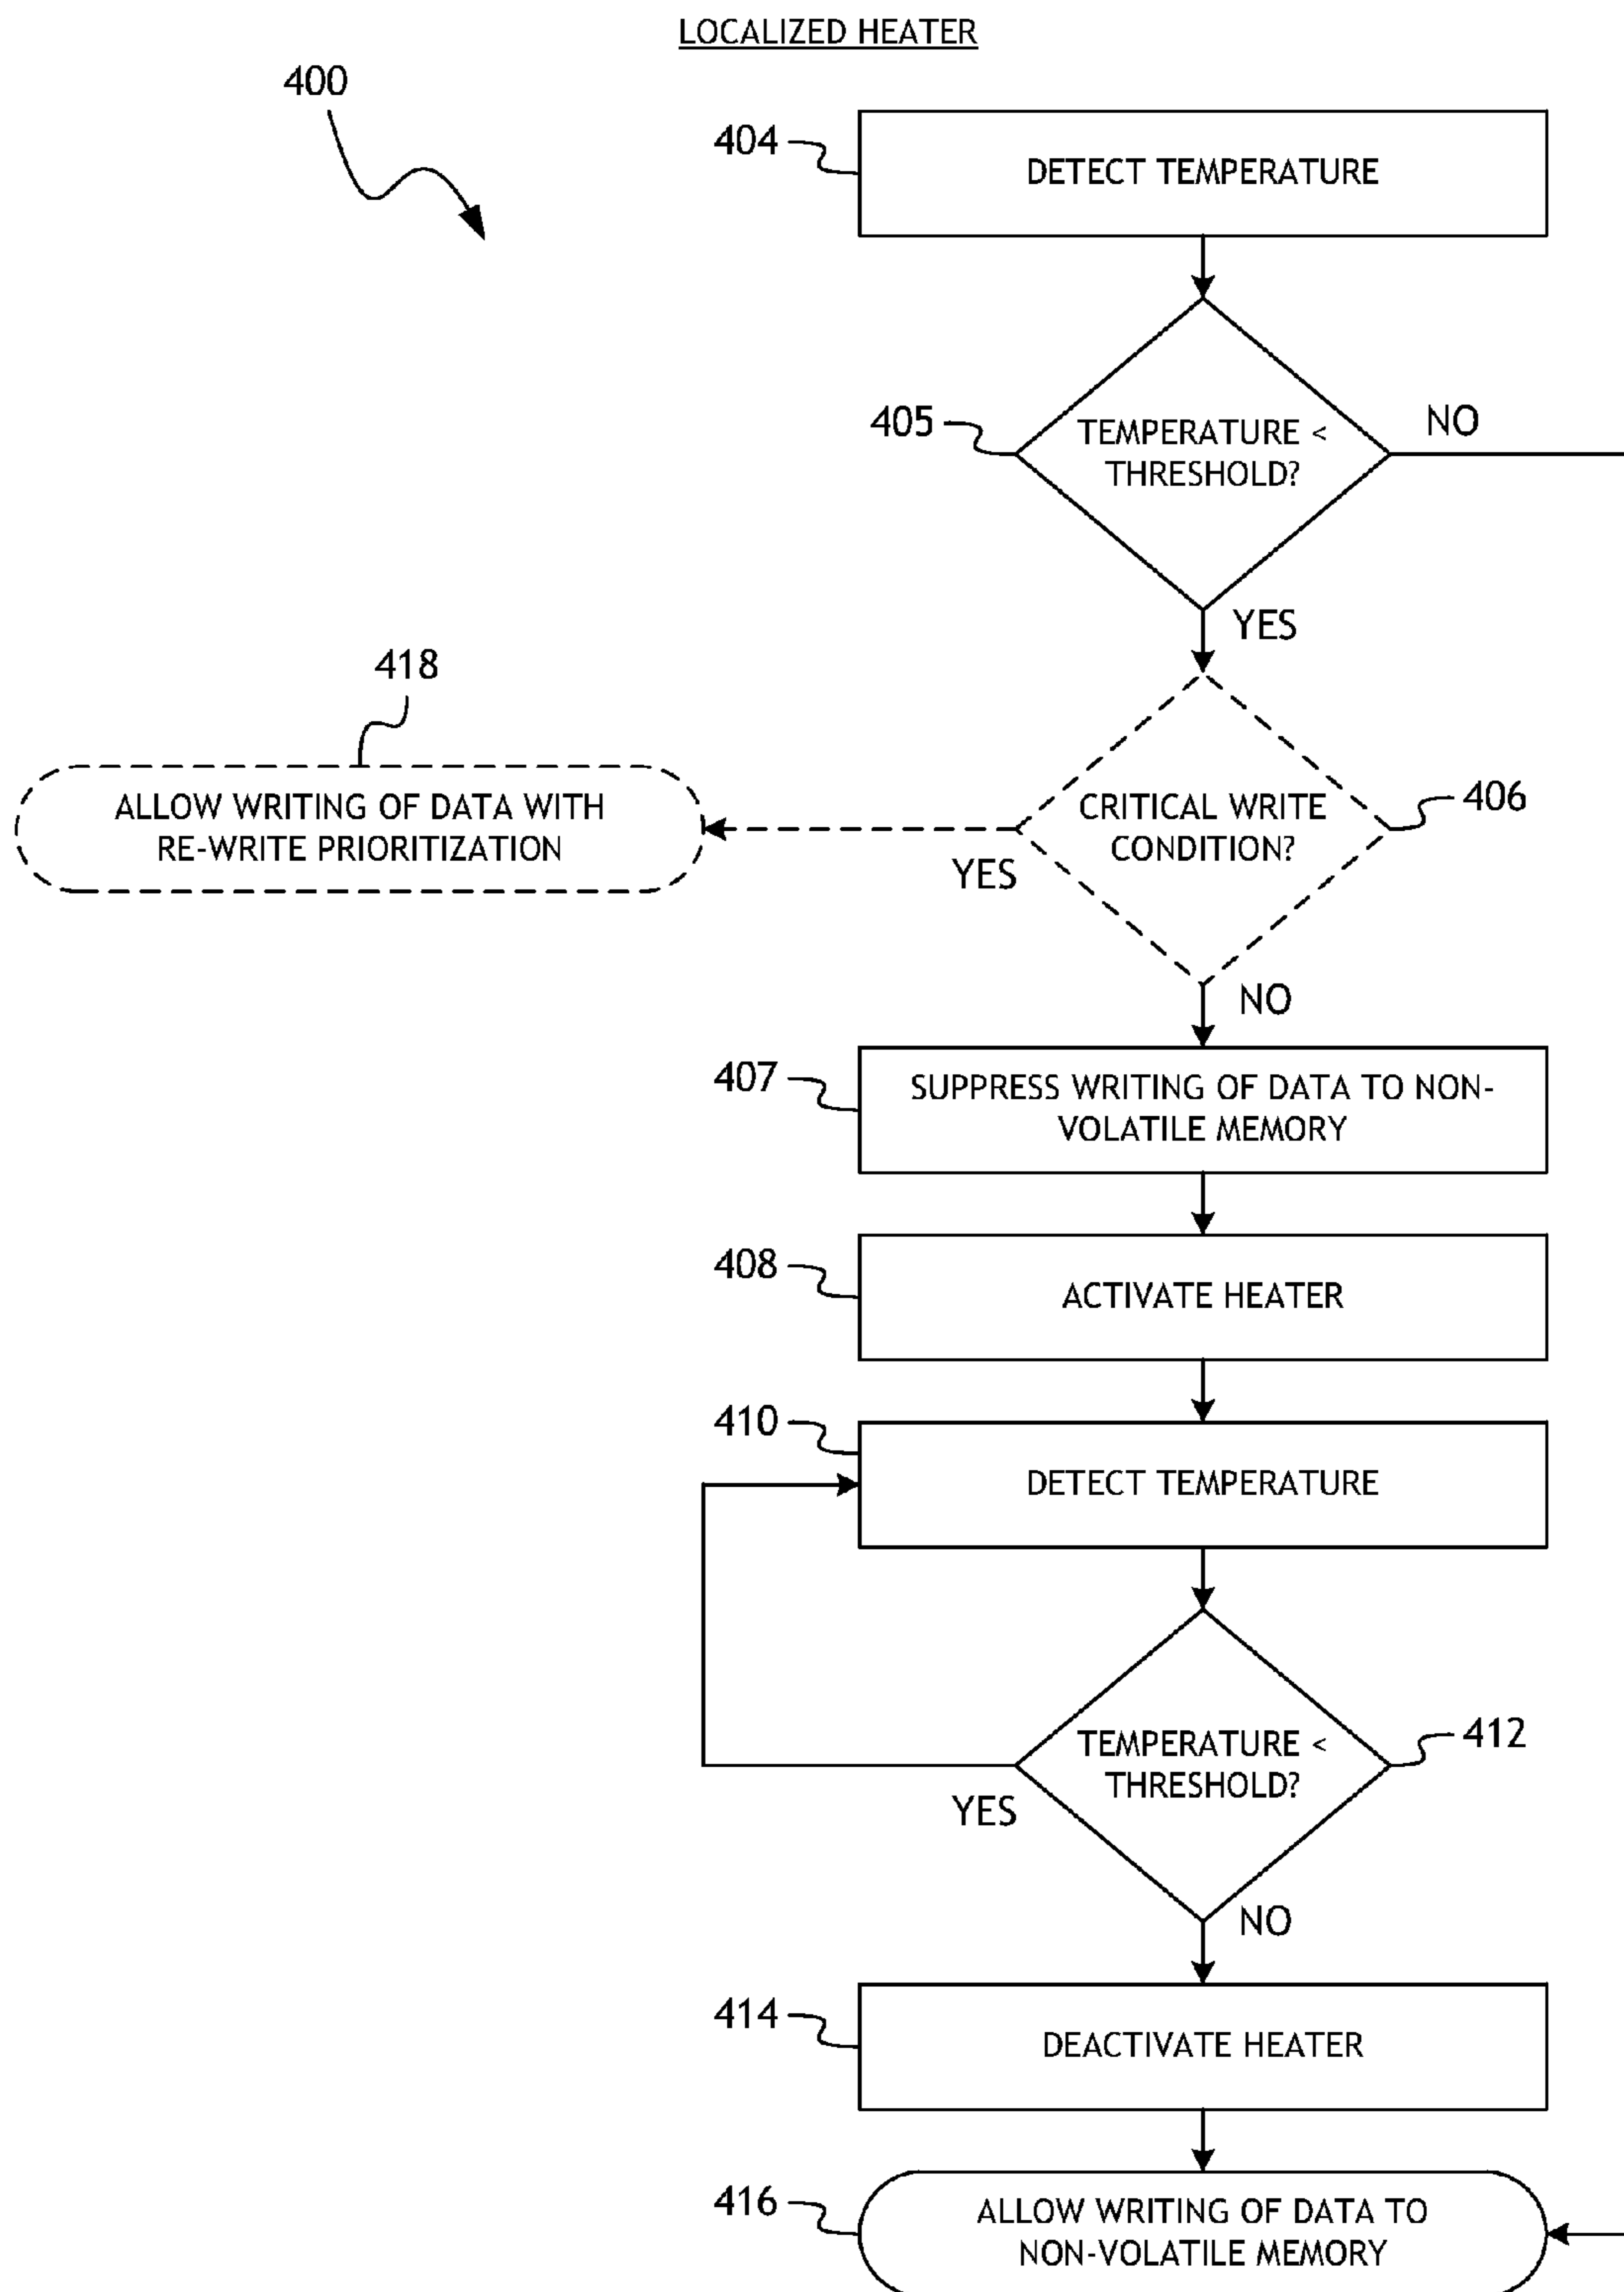 LOCALIZED HEATER
400
404
DETECT TEMPERATURE
405
TEMPERATURE <
THRESHOLD?
NO
YES
418
ALLOW WRITING OF DATA WITH
RE-WRITE PRIORITIZATION
CRITICAL WRITE
CONDITION?
406
YES
NO
407
SUPPRESS WRITING OF DATA TO NON-
VOLATILE MEMORY
408
ACTIVATE HEATER
410
DETECT TEMPERATURE
TEMPERATURE <
THRESHOLD?
412
YES
NO
414
DEACTIVATE HEATER
416
ALLOW WRITING OF DATA TO
NON-VOLATILE MEMORY